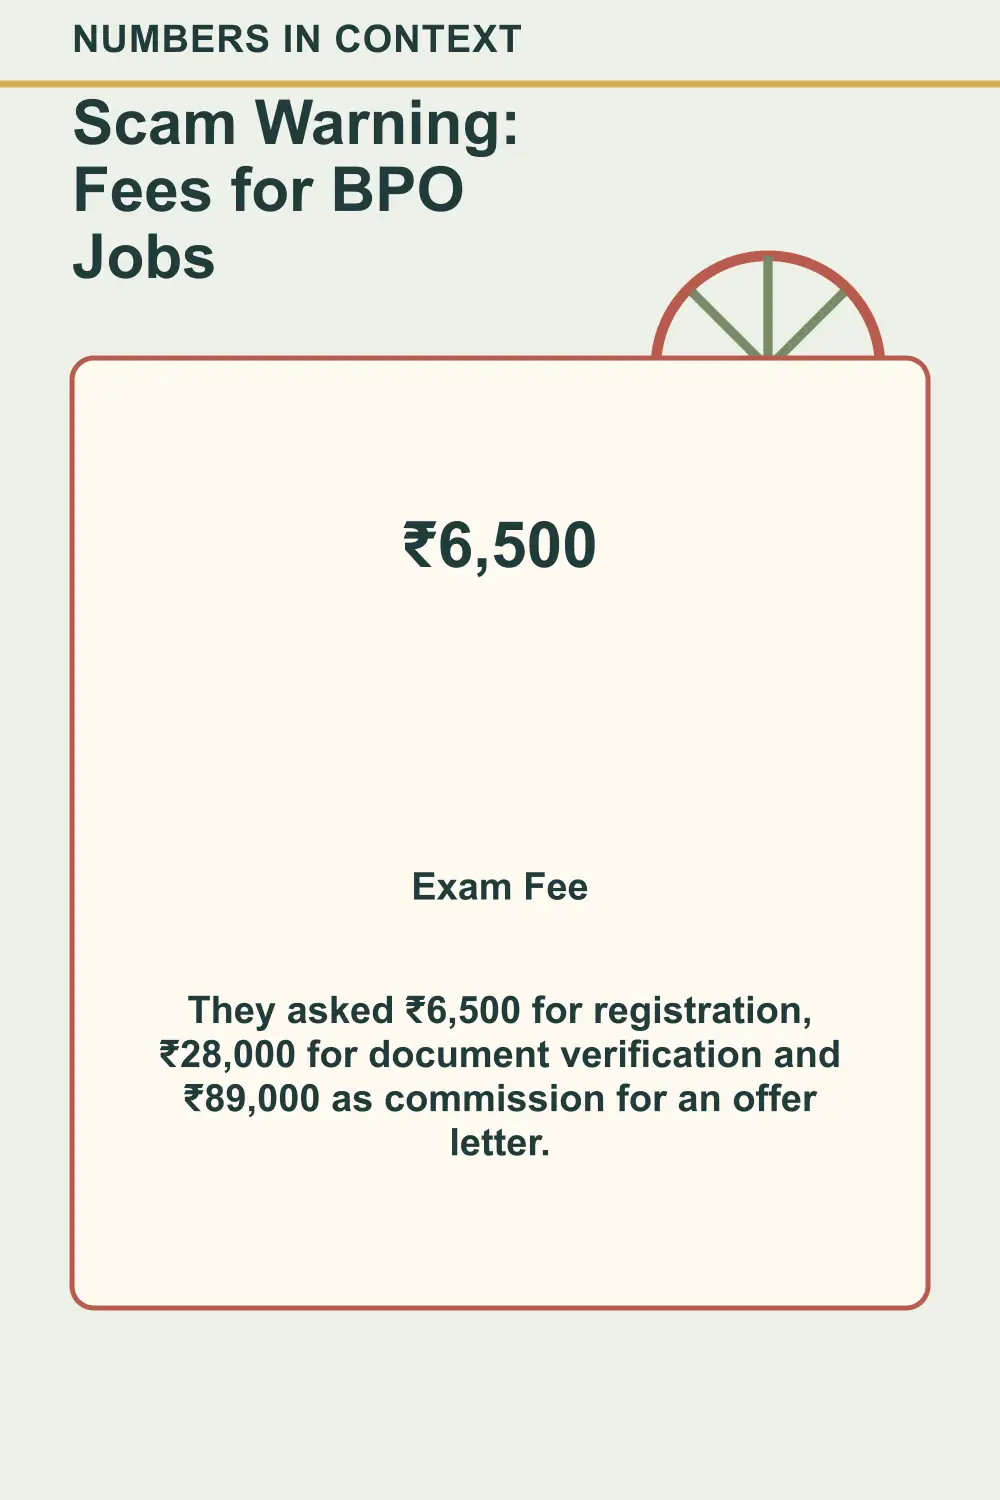 NUMBERS IN CONTEXT
Scam Warning:
Fees for BPO
Jobs
₹6,500
Exam Fee
They asked ₹6,500 for registration,
₹28,000 for document verification and
₹89,000 as commission for an offer
letter.